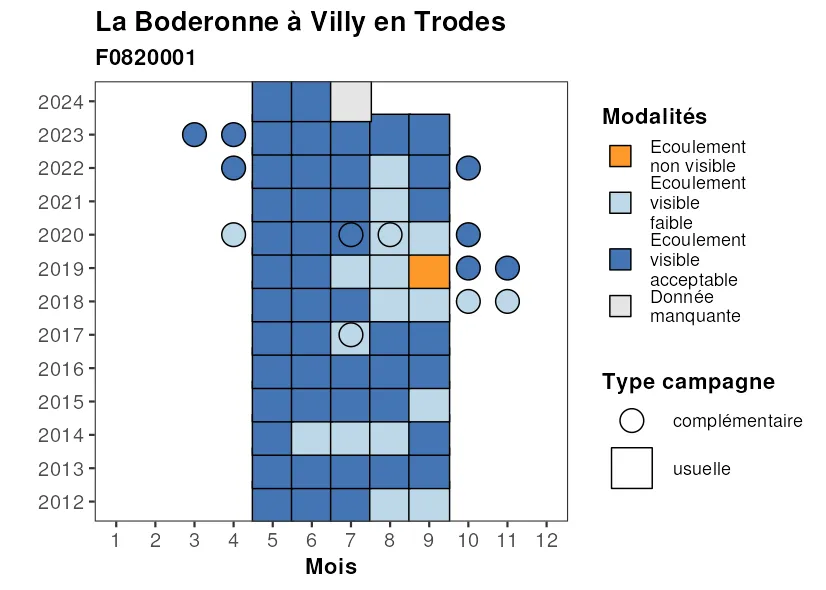 La Boderonne à Villy en Trodes
F0820001
2024
2023
2022
2021
2020
2019
2018
2017
2016
2015
2014
2013
2012
1 2 3 4 5 6 7 8 9 10 11 12
Mois
Modalités
Ecoulement
non visible
Ecoulement
visible
faible
Ecoulement
visible
acceptable
Donnée
manquante
Type campagne
complémentaire
usuelle